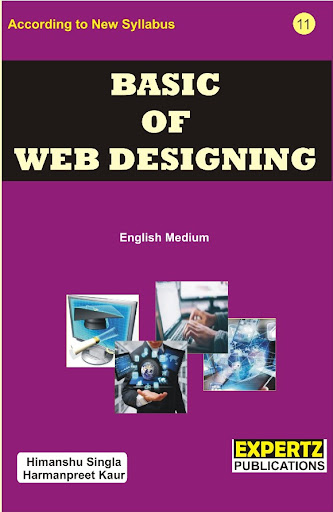 According to New Syllabus
11
BASIC
OF
WEB DESIGNING
English Medium
Himanshu Singla
Harmanpreet Kaur
EXPERTZ
PUBLICATIONS